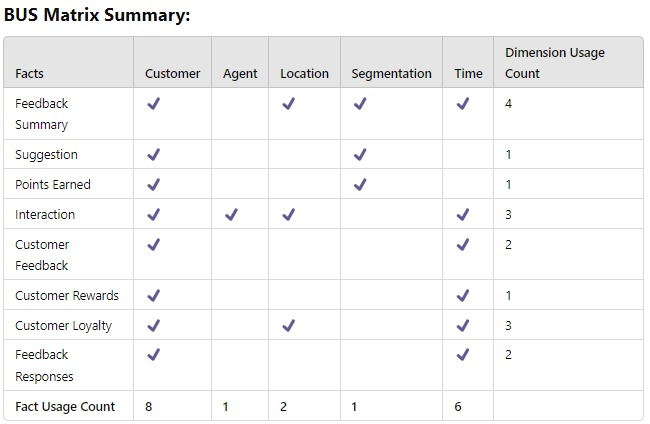 BUS Matrix Summary:
Facts Customer Agent Location Segmentation Time Dimension Usage Count
Feedback Summary ✓ ✓ ✓ ✓ 4
Suggestion ✓ ✓ 1
Points Earned ✓ ✓ 1
Interaction ✓ ✓ ✓ ✓ 3
Customer Feedback ✓ ✓ 2
Customer Rewards ✓ ✓ 1
Customer Loyalty ✓ ✓ ✓ 3
Feedback Responses ✓ ✓ 2
Fact Usage Count 8 1 2 1 6